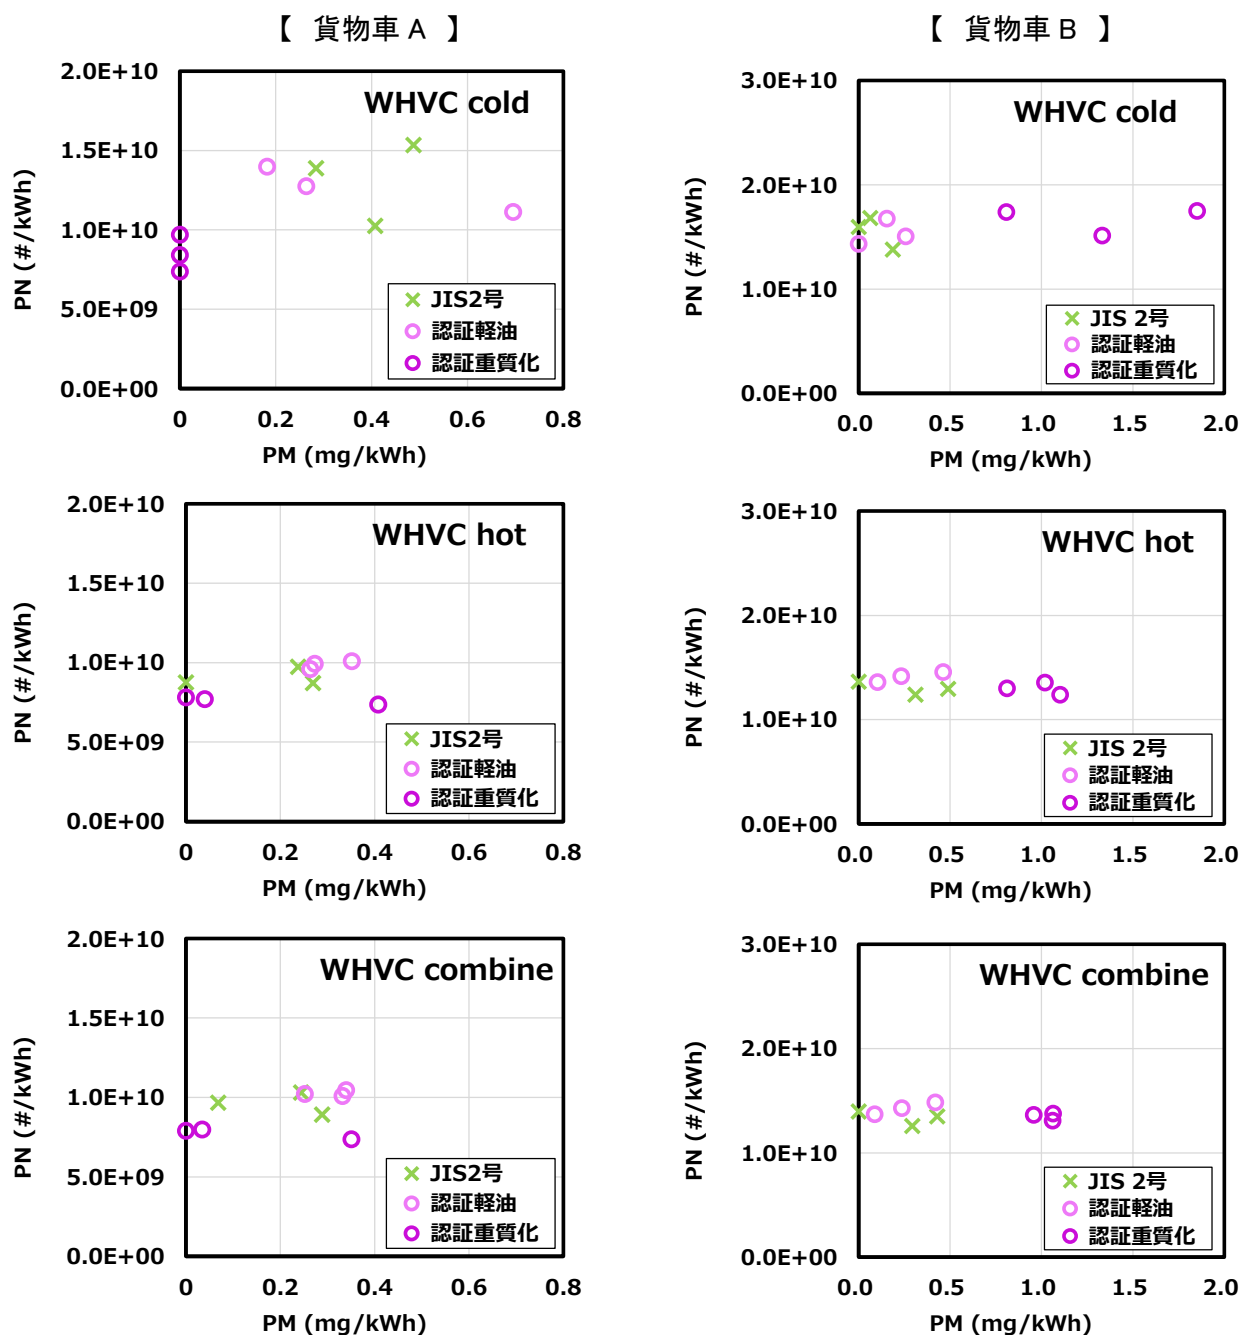 【 貨物車 A 】
2.0E+10
1.5E+10
1.0E+10
5.0E+09
0.0E+00
PN (#/kWh)
WHVC cold
JIS2号
認証軽油
認証重質化
0 0.2 0.4 0.6 0.8
PM (mg/kWh)
【 貨物車 B 】
3.0E+10
2.0E+10
1.0E+10
0.0E+00
PN (#/kWh)
WHVC cold
JIS 2号
認証軽油
認証重質化
0.0 0.5 1.0 1.5 2.0
PM (mg/kWh)
2.0E+10
1.5E+10
1.0E+10
5.0E+09
0.0E+00
PN (#/kWh)
WHVC hot
JIS2号
認証軽油
認証重質化
0 0.2 0.4 0.6 0.8
PM (mg/kWh)
3.0E+10
2.0E+10
1.0E+10
0.0E+00
PN (#/kWh)
WHVC hot
JIS 2号
認証軽油
認証重質化
0.0 0.5 1.0 1.5 2.0
PM (mg/kWh)
2.0E+10
1.5E+10
1.0E+10
5.0E+09
0.0E+00
PN (#/kWh)
WHVC combine
JIS2号
認証軽油
認証重質化
0 0.2 0.4 0.6 0.8
PM (mg/kWh)
3.0E+10
2.0E+10
1.0E+10
0.0E+00
PN (#/kWh)
WHVC combine
JIS 2号
認証軽油
認証重質化
0.0 0.5 1.0 1.5 2.0
PM (mg/kWh)